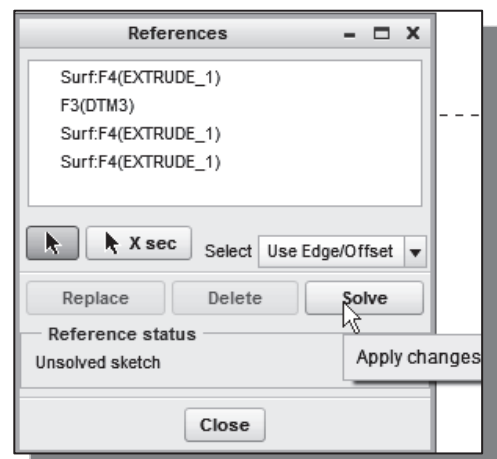 References
Surf:F4(EXTRUDE_1)
F3(DTM3)
Surf:F4(EXTRUDE_1)
Surf:F4(EXTRUDE_1)
X sec Select Use Edge/Offset
Replace Delete Solve
Reference status
Unsolved sketch
Apply changes
Close